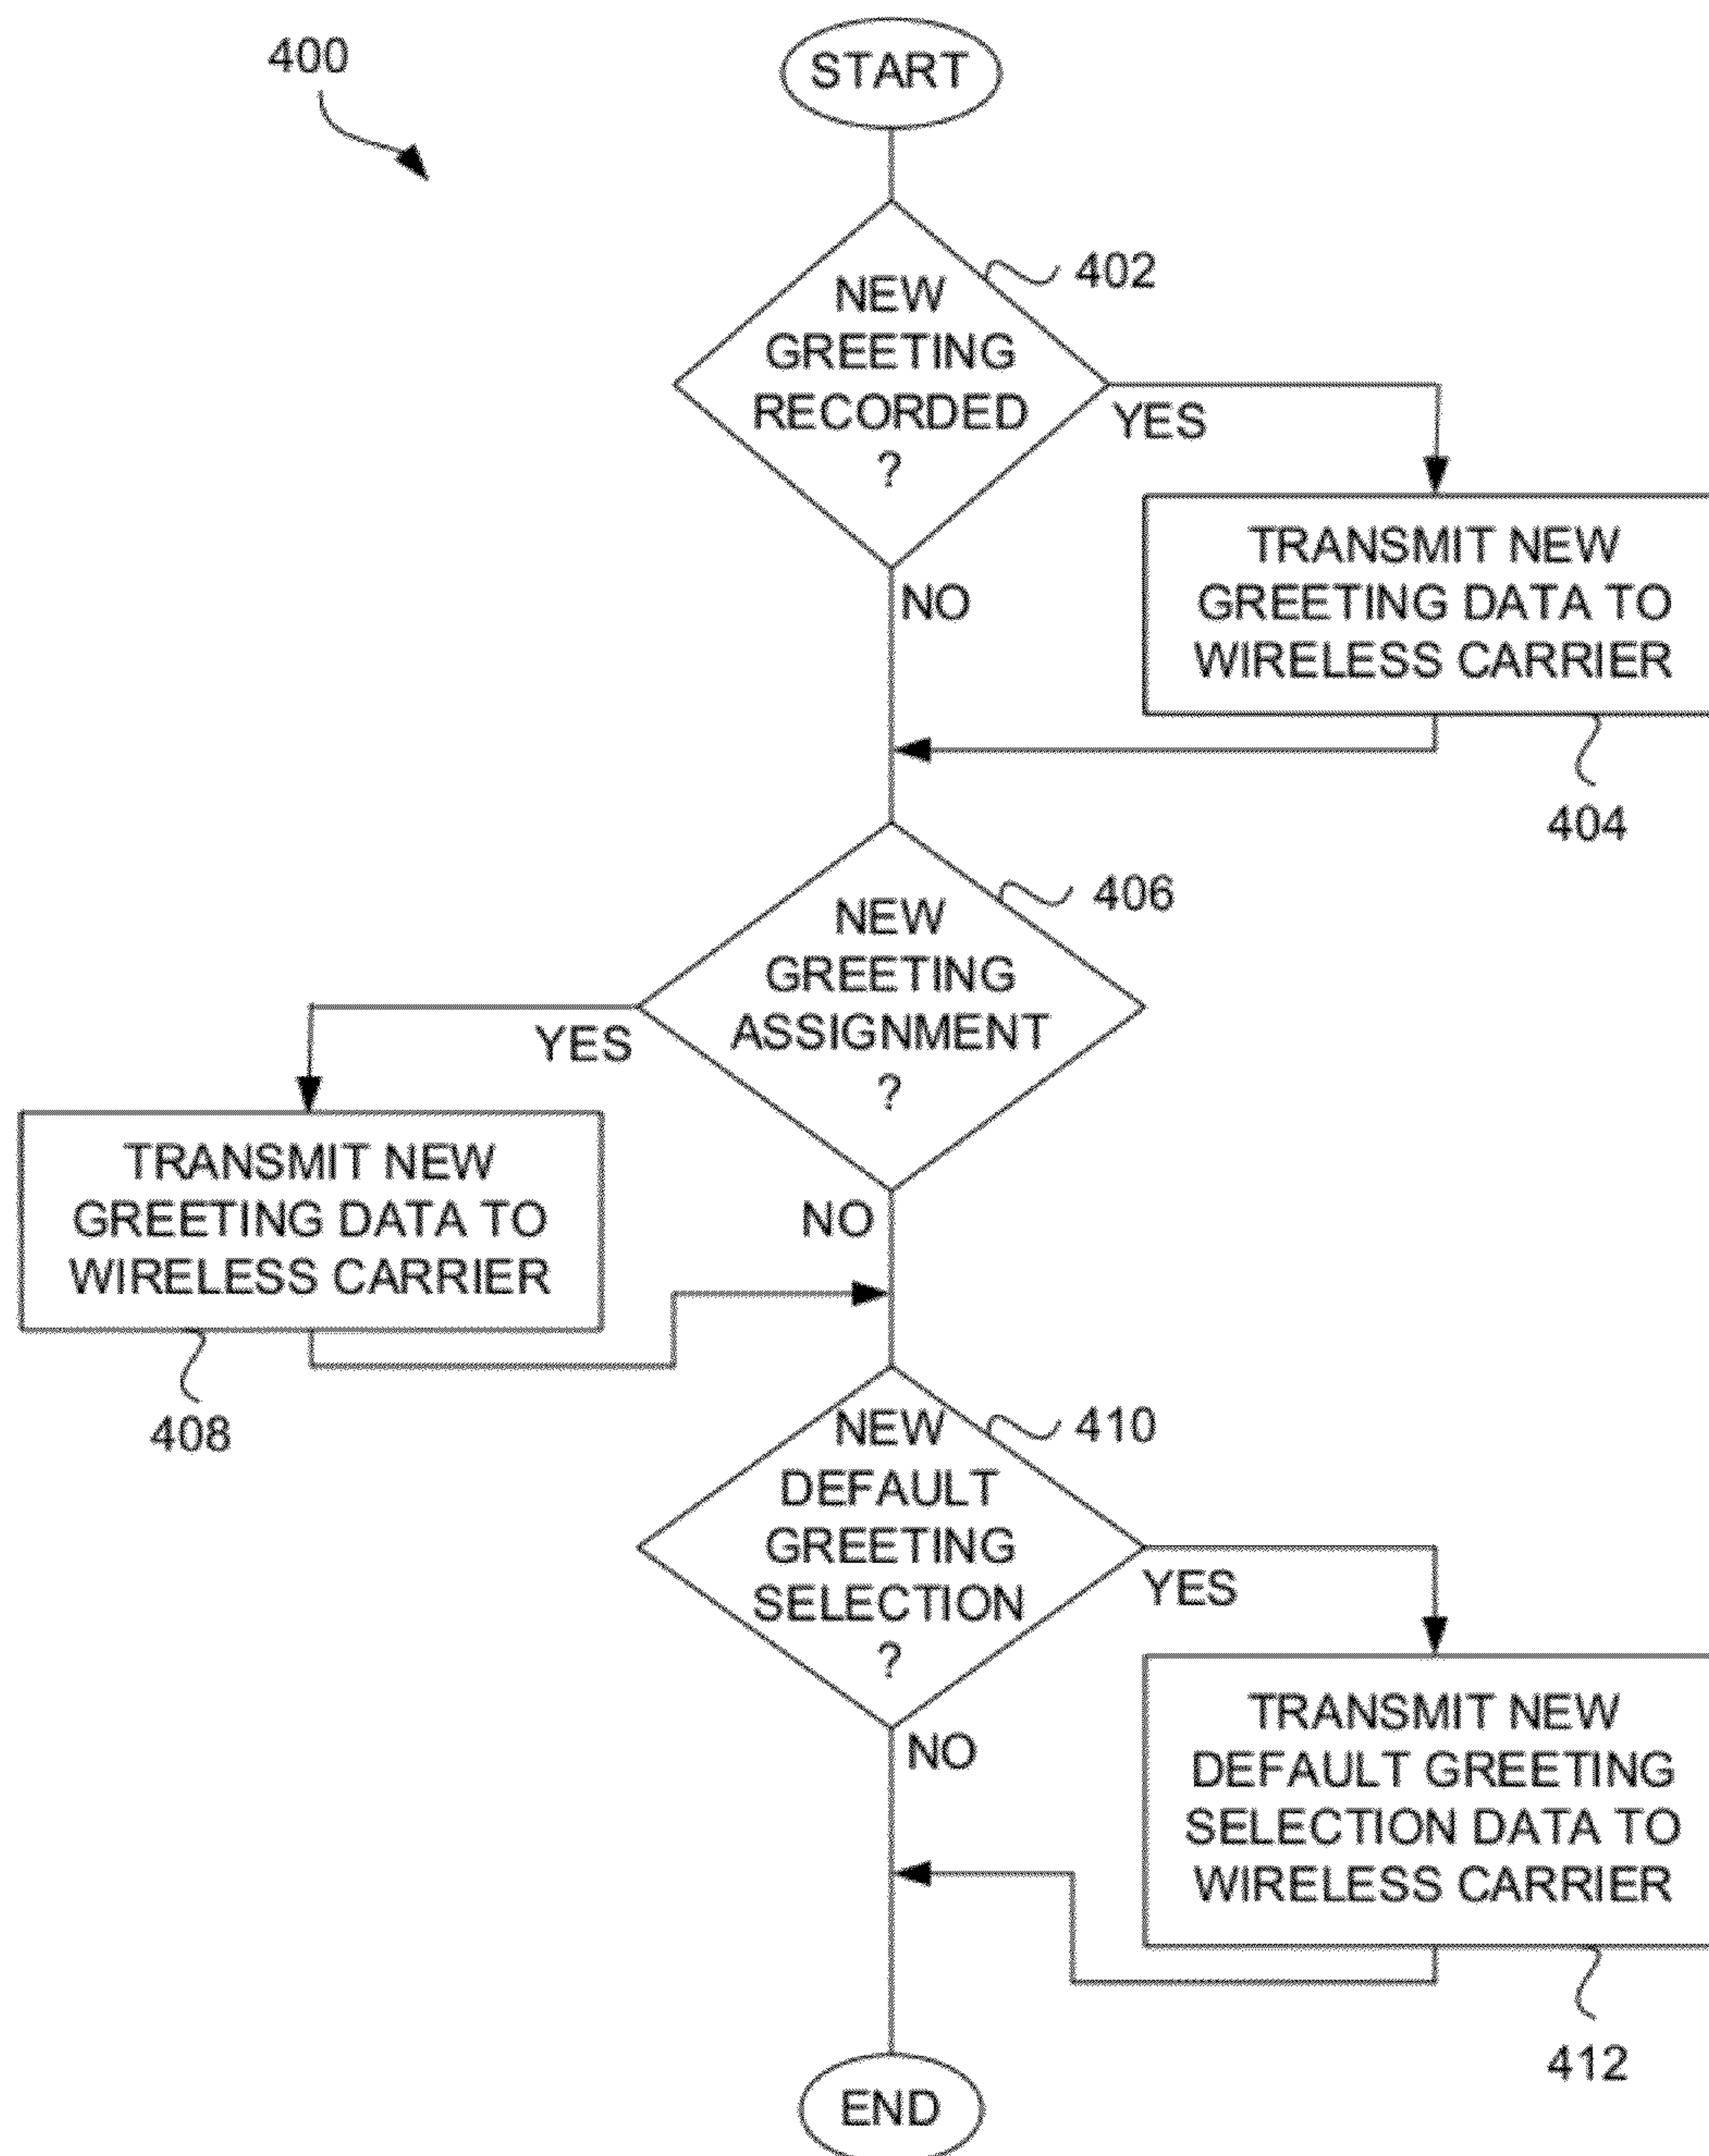 400
START
402
NEW
GREETING
RECORDED
?
YES
NO
TRANSMIT NEW
GREETING DATA TO
WIRELESS CARRIER
404
406
NEW
GREETING
ASSIGNMENT
?
YES
NO
TRANSMIT NEW
GREETING DATA TO
WIRELESS CARRIER
408
410
NEW
DEFAULT
GREETING
SELECTION
?
YES
NO
TRANSMIT NEW
DEFAULT GREETING
SELECTION DATA TO
WIRELESS CARRIER
412
END